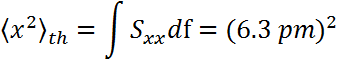 ⟨x²⟩ₜₕ = ∫ Sₓₓdf = (6.3 pm)²